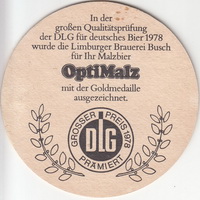 In der
großen Qualitätsprüfung
der DLG für deutsches Bier 1978
wurde die Limburger Brauerei Busch
für Ihr Malzbier
OptiMalz
mit der Goldmedaille
ausgezeichnet.
GROSSER PREIS 1978
DLG
PRÄMIERT